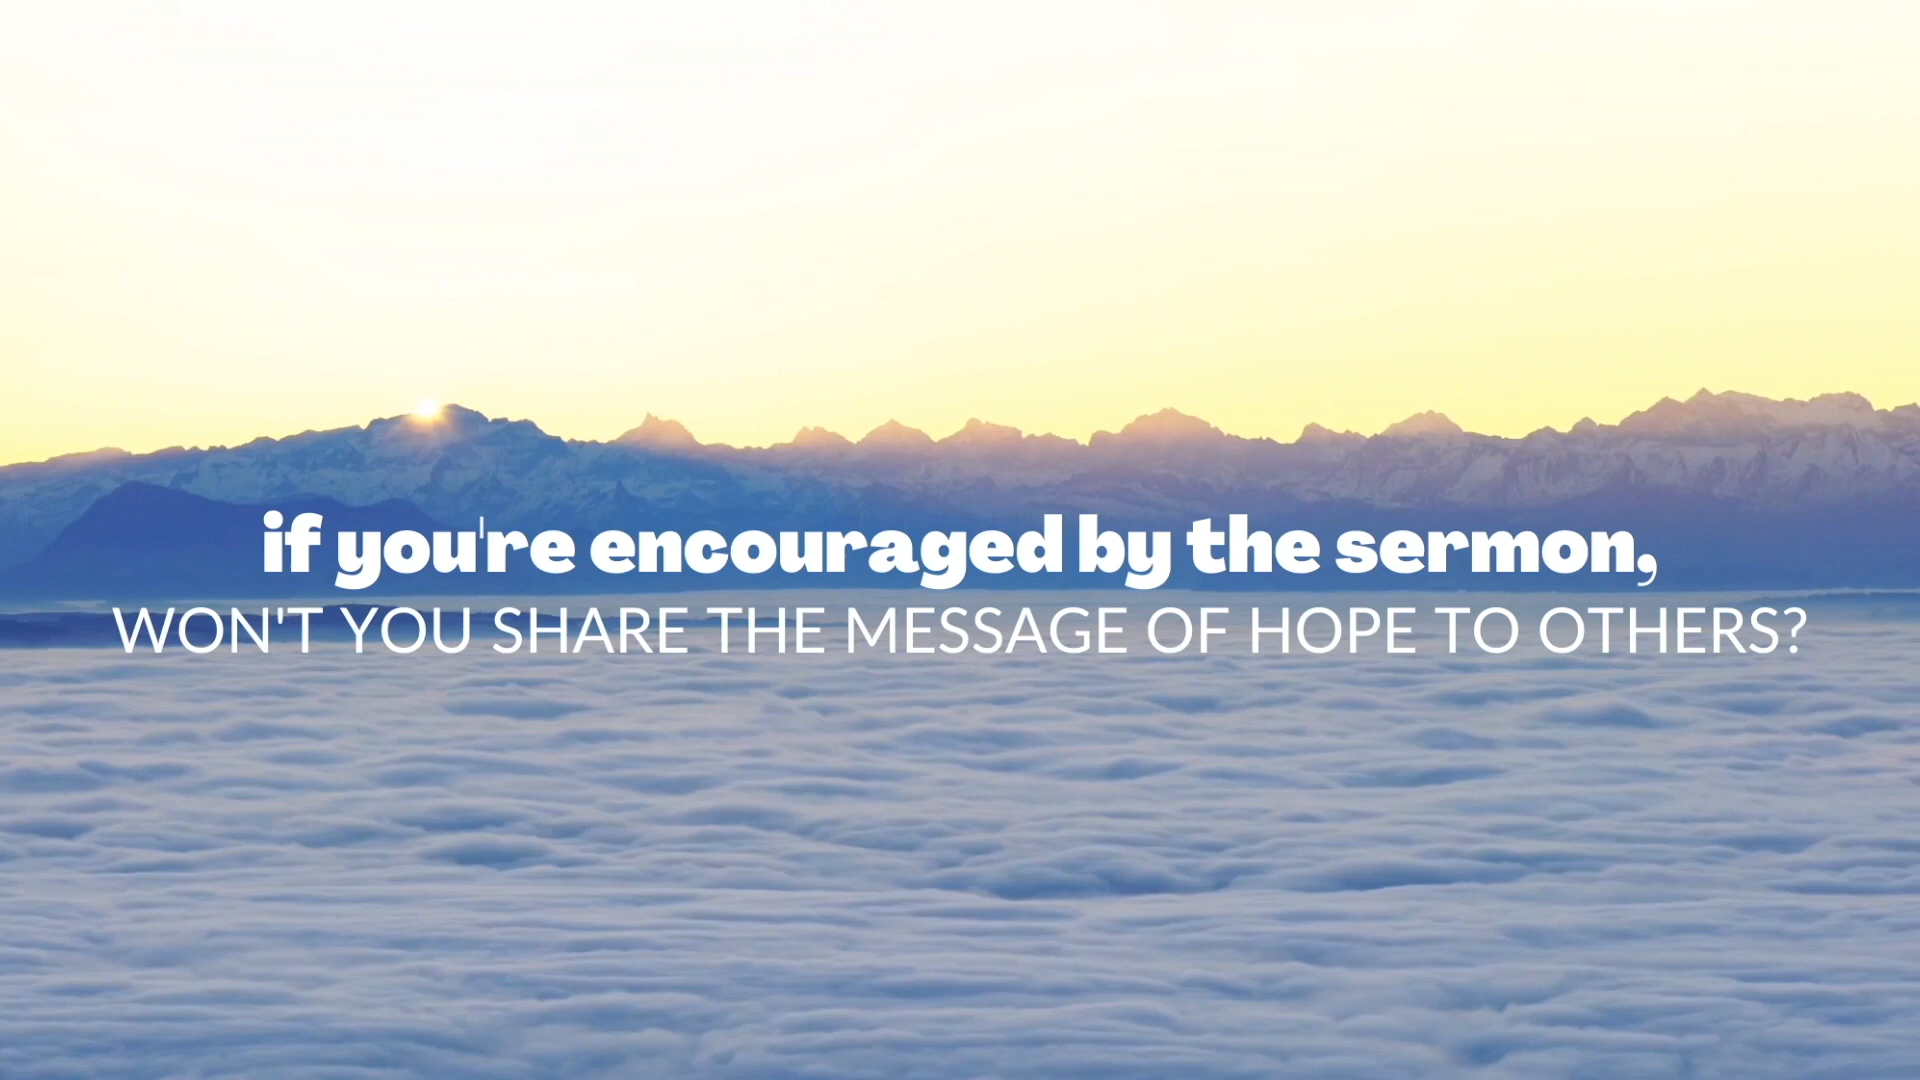 if you're encouraged by the sermon,
WON'T YOU SHARE THE MESSAGE OF HOPE TO OTHERS?